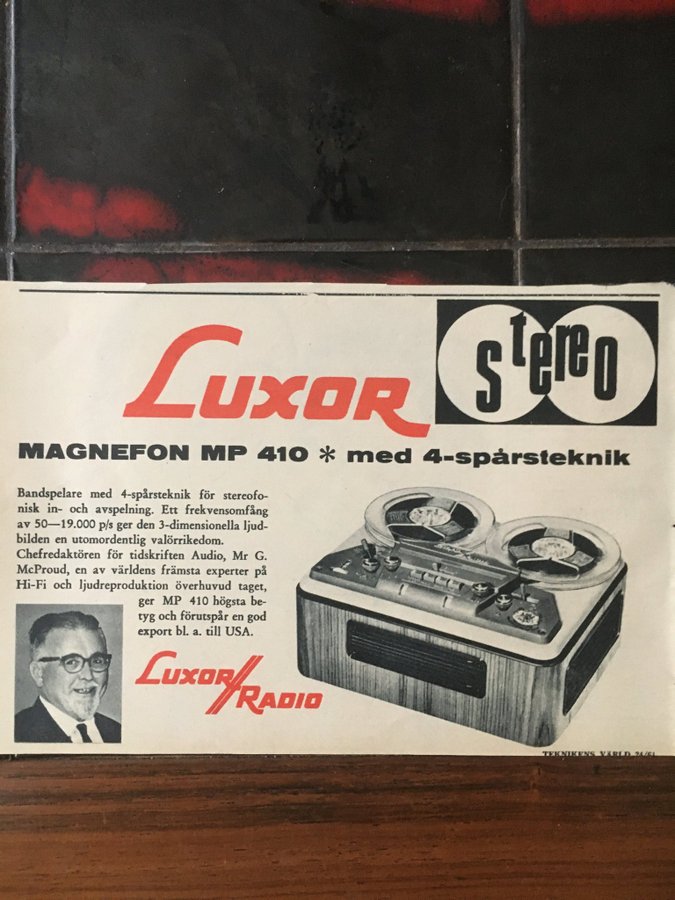 LUXOR
stereo
MAGNEFON MP 410 * med 4-spårsteknik
Bandspelare med 4-spårsteknik för stereofo-
nisk in- och avspelning. Ett frekvensomfång
av 50—19.000 p/s ger den 3-dimensionella ljud-
bilden en utomordentlig valörrikedom.
Chefredaktören för tidskriften Audio, Mr G.
McProud, en av världens främsta experter på
Hi-Fi och ljudreproduktion överhuvud taget,
ger MP 410 högsta be-
tyg och förutspår en god
export bl. a. till USA.
LUXOR
RADIO
TEKNIKENS VÄRLD 24/61